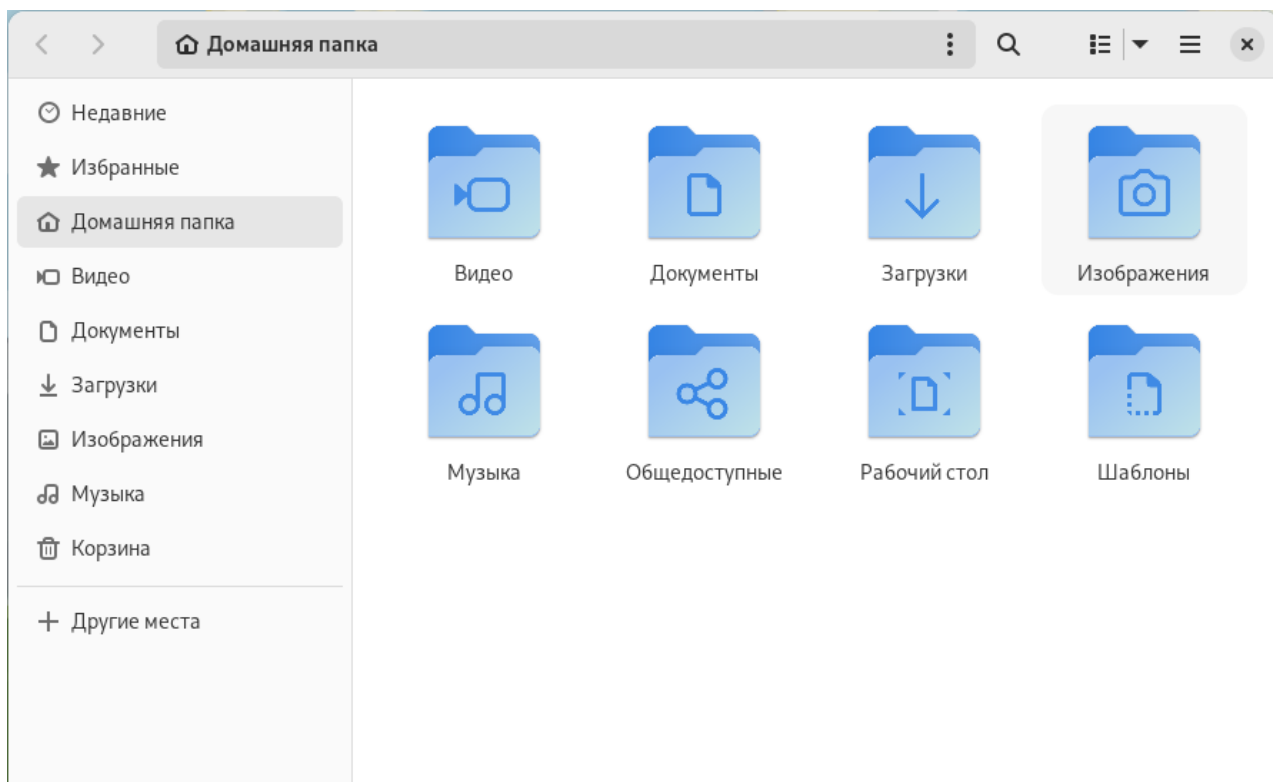 Домашняя папка
Недавние
Избранные
Домашняя папка
Видео
Документы
Загрузки
Изображения
Музыка
Корзина
Другие места
Видео
Документы
Загрузки
Изображения
Музыка
Общедоступные
Рабочий стол
Шаблоны